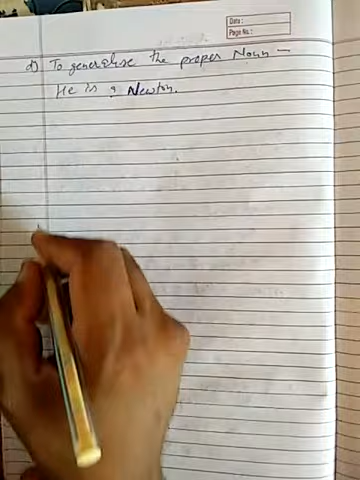 Date :
Page No. :
d) To generalise the proper Noun –
He is a Newton.